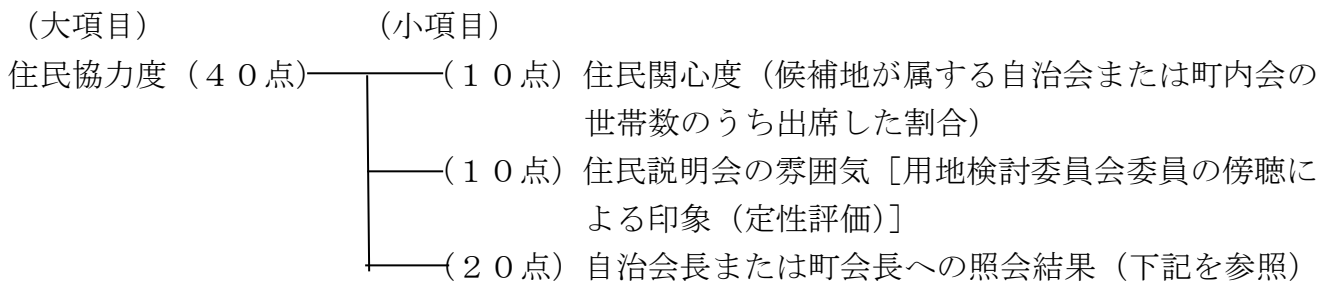 （大項目）　　　　　（小項目）
住民協力度（４０点）　（１０点）住民関心度（候補地が属する自治会または町内会の
世帯数のうち出席した割合）
（１０点）住民説明会の雰囲気［用地検討委員会委員の傍聴に
よる印象（定性評価）］
（２０点）自治会長または町会長への照会結果（下記を参照）